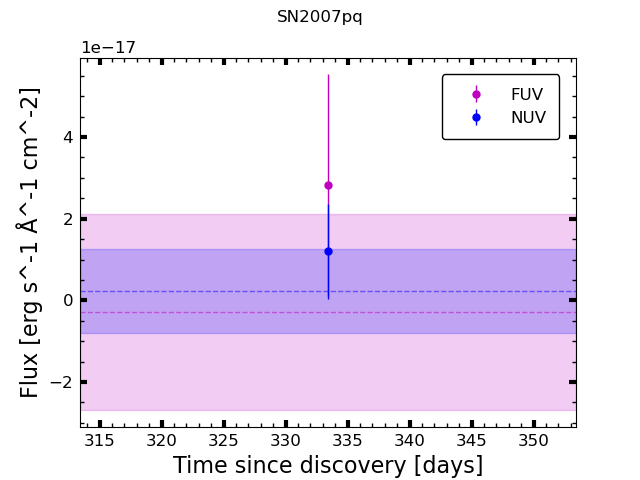 SN2007pq
1e−17
FUV
NUV
4
2
0
−2
Flux [erg s^-1 Å^-1 cm^-2]
315 320 325 330 335 340 345 350
Time since discovery [days]